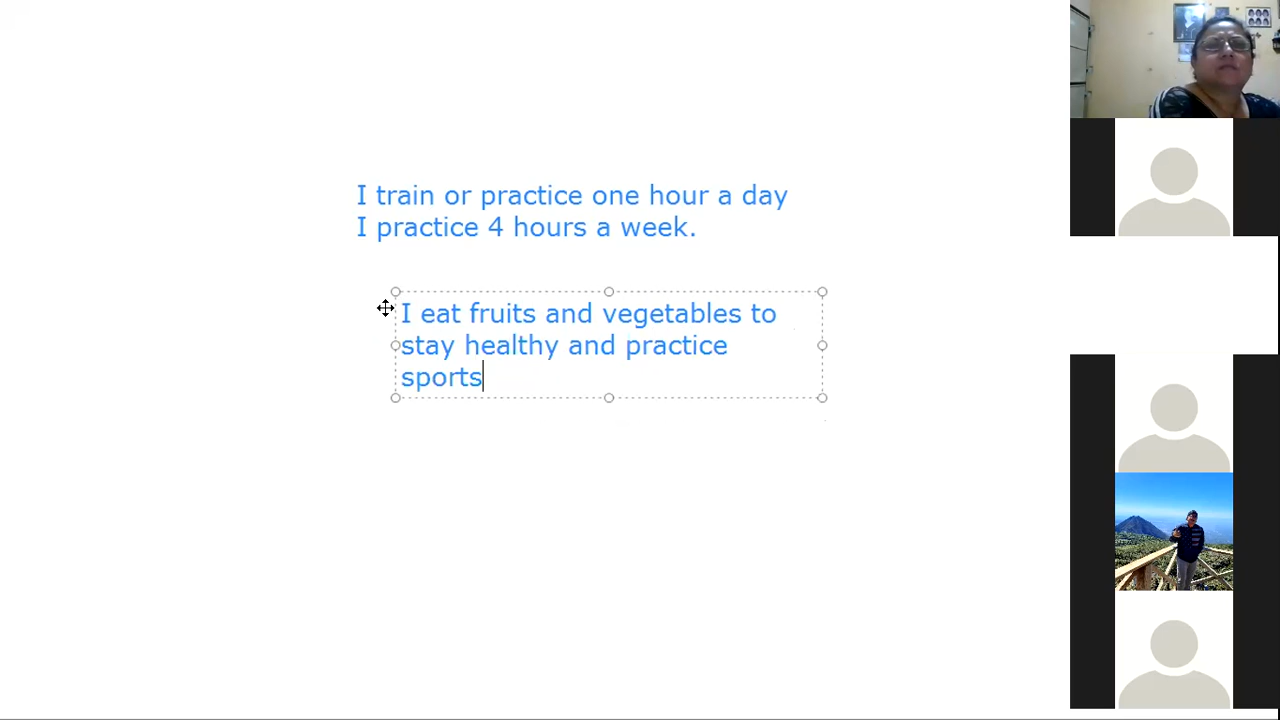 I train or practice one hour a day
I practice 4 hours a week.
I eat fruits and vegetables to
stay healthy and practice
sports